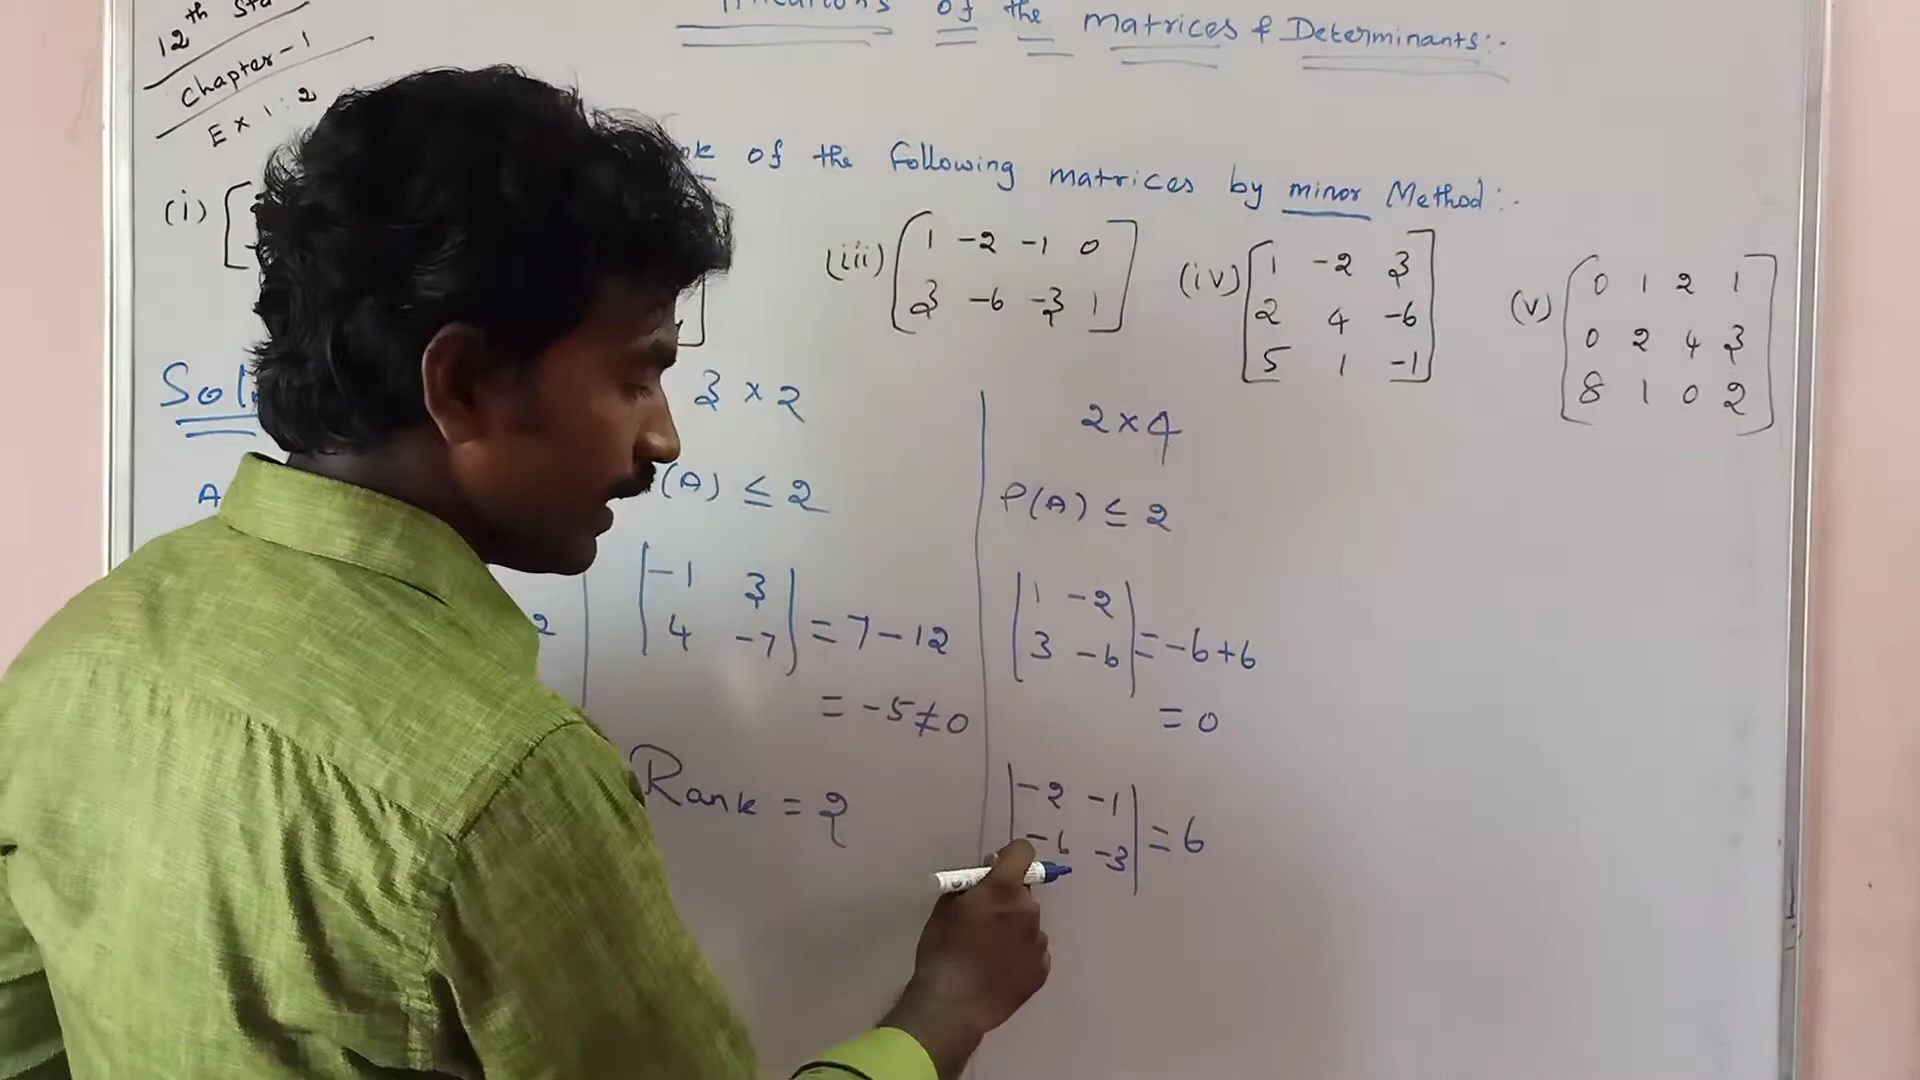 12th Std
Chapter-1
Ex 1:2
of the Matrices & Determinants:-
of the following matrices by minor Method:-
(i)
(iii) [1 -2 -1 0
3 -6 -3 1]
(iv) [1 -2 3
2 4 -6
5 1 -1]
(v) [0 1 2 1
0 2 4 3
8 1 0 2]
3 × 2
(A) ≤ 2
|-1 3
4 -7| = 7-12
= -5≠0
Rank = 2
2×4
ρ(A) ≤ 2
|1 -2
3 -6| = -6+6
= 0
|-2 -1
-6 -3| = 6